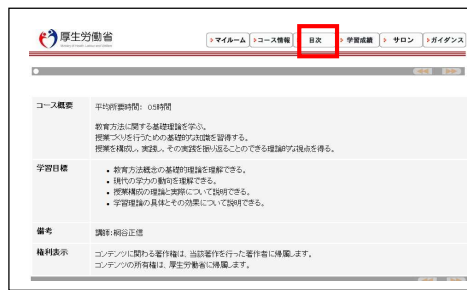 厚生労働省
マイルーム コース情報 目次 学習成績 サロン ガイダンス
コース概要
平均所要時間: 0.5時間
教育方法に関する基礎理論を学ぶ。
授業づくりを行うための基礎的な知識を習得する。
授業を構成し、実践し、その実践を振り返ることのできる理論的な視点を得る。
学習目標
教育方法概念の基礎的理論を理解できる。
現代の学力の動向を理解できる。
授業構成の理論と実際について説明できる。
学習理論の具体とその効果について説明できる。
備考
講師:細谷正信
権利表示
コンテンツに関わる著作権は、当該著作を行った著作者に帰属します。
コンテンツの所有権は、厚生労働省に帰属します。